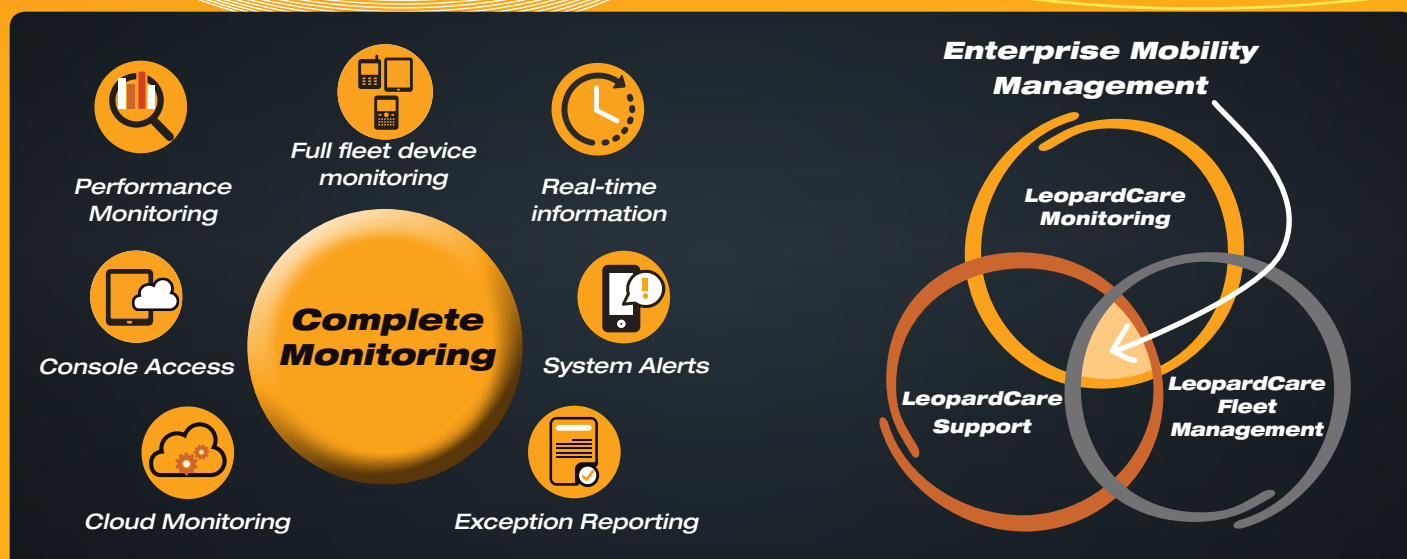 Performance
Monitoring
Full fleet device
monitoring
Real-time
information
Console Access
Complete
Monitoring
System Alerts
Cloud Monitoring
Exception Reporting
Enterprise Mobility
Management
LeopardCare
Monitoring
LeopardCare
Support
LeopardCare
Fleet
Management